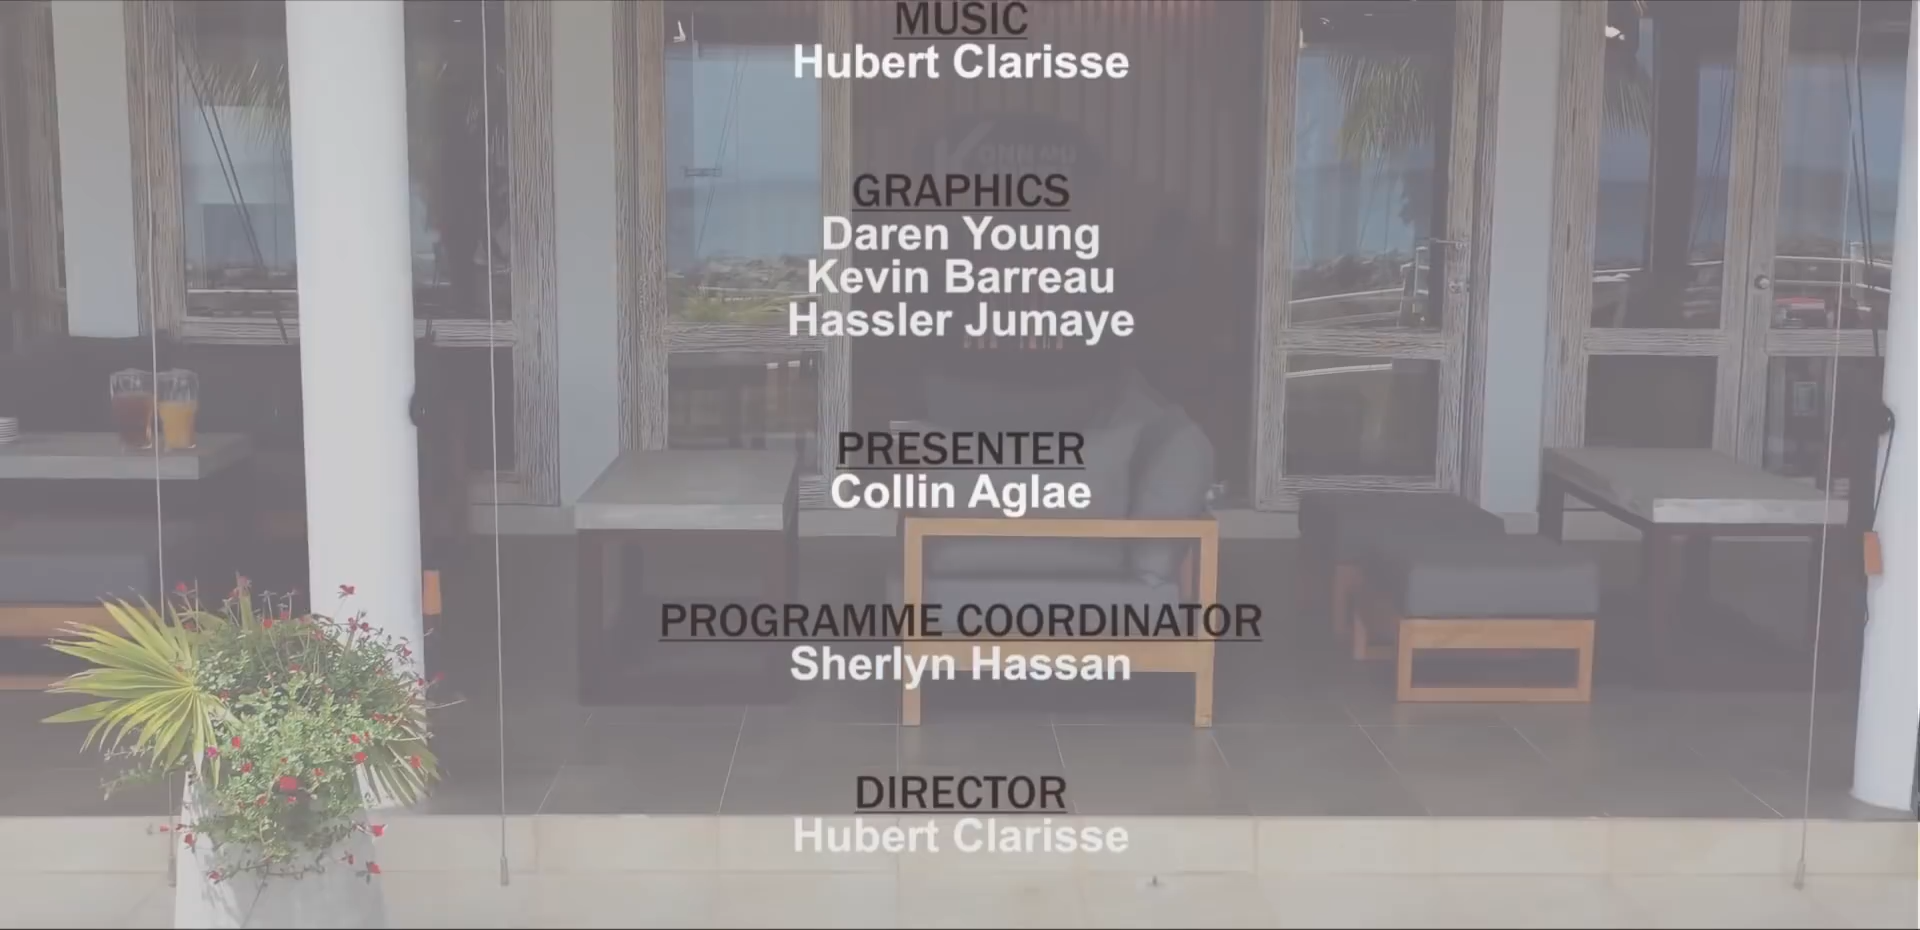 MUSIC
Hubert Clarisse
GRAPHICS
Daren Young
Kevin Barreau
Hassler Jumaye
PRESENTER
Collin Aglae
PROGRAMME COORDINATOR
Sherlyn Hassan
DIRECTOR
Hubert Clarisse